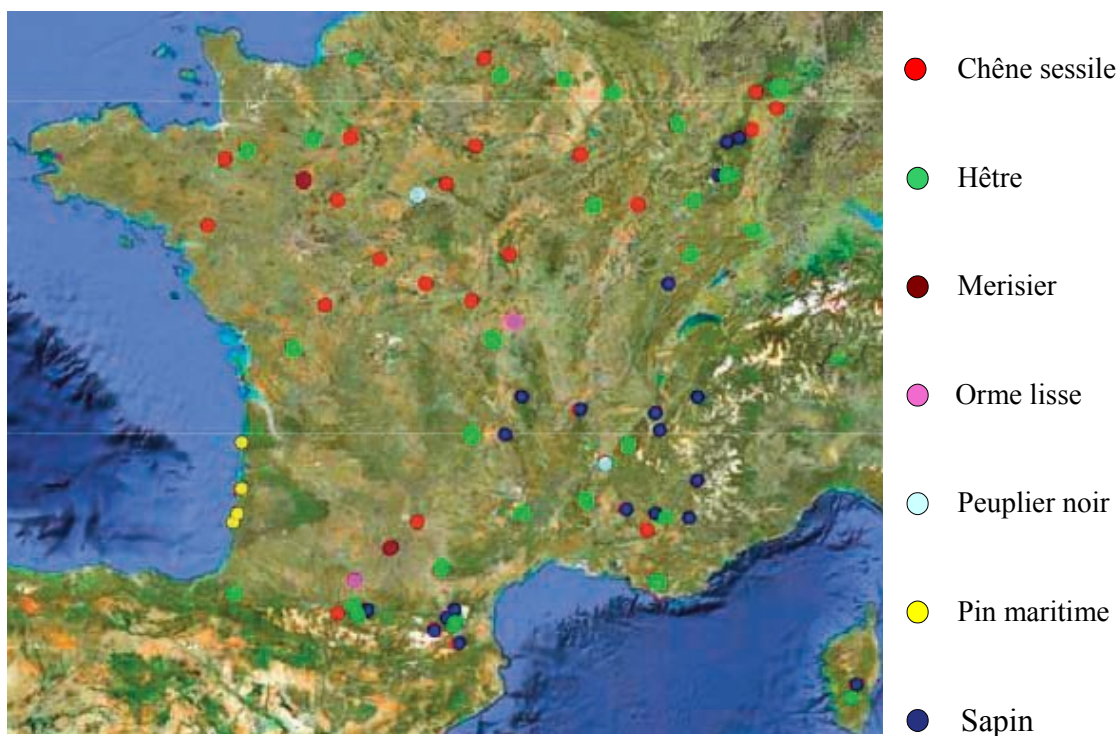 Chêne sessile
Hêtre
Merisier
Orme lisse
Peuplier noir
Pin maritime
Sapin